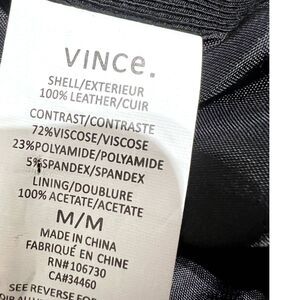 VINCE.
SHELL/EXTERIEUR
100% LEATHER/CUIR
CONTRAST/CONTRASTE
72%VISCOSE/VISCOSE
23%POLYAMIDE/POLYAMIDE
5%SPANDEX/SPANDEX
LINING/DOUBLURE
100% ACETATE/ACETATE
M/M
MADE IN CHINA
FABRIQUÉ EN CHINE
RN#106730
CA#34460
SEE REVERSE FOR